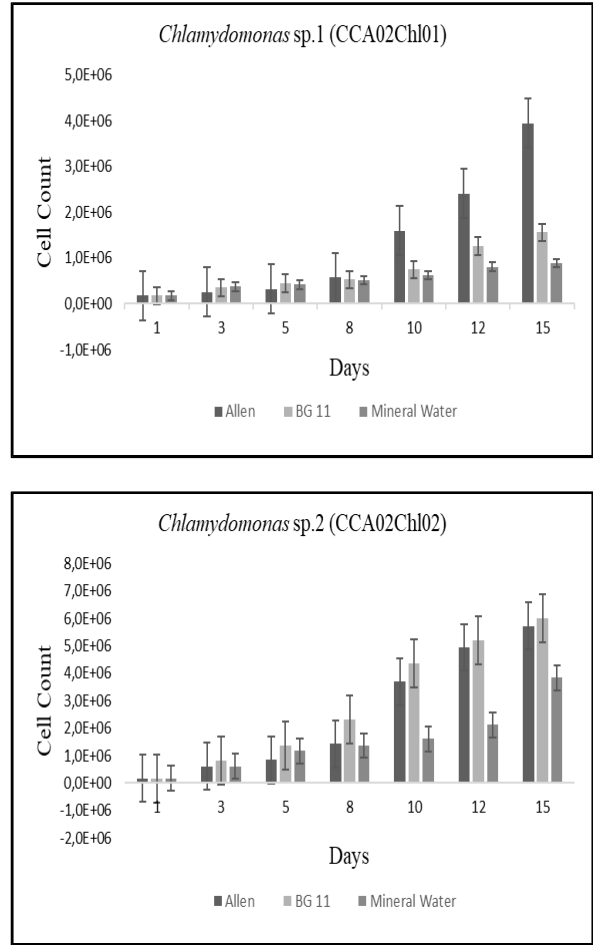 Chlamydomonas sp.1 (CCA02Chl01)
5,0E+06
4,0E+06
3,0E+06
2,0E+06
1,0E+06
0,0E+00
-1,0E+06
Cell Count
1 3 5 8 10 12 15
Days
Allen BG 11 Mineral Water
Chlamydomonas sp.2 (CCA02Chl02)
8,0E+06
7,0E+06
6,0E+06
5,0E+06
4,0E+06
3,0E+06
2,0E+06
1,0E+06
0,0E+00
-1,0E+06
-2,0E+06
Cell Count
1 3 5 8 10 12 15
Days
Allen BG 11 Mineral Water